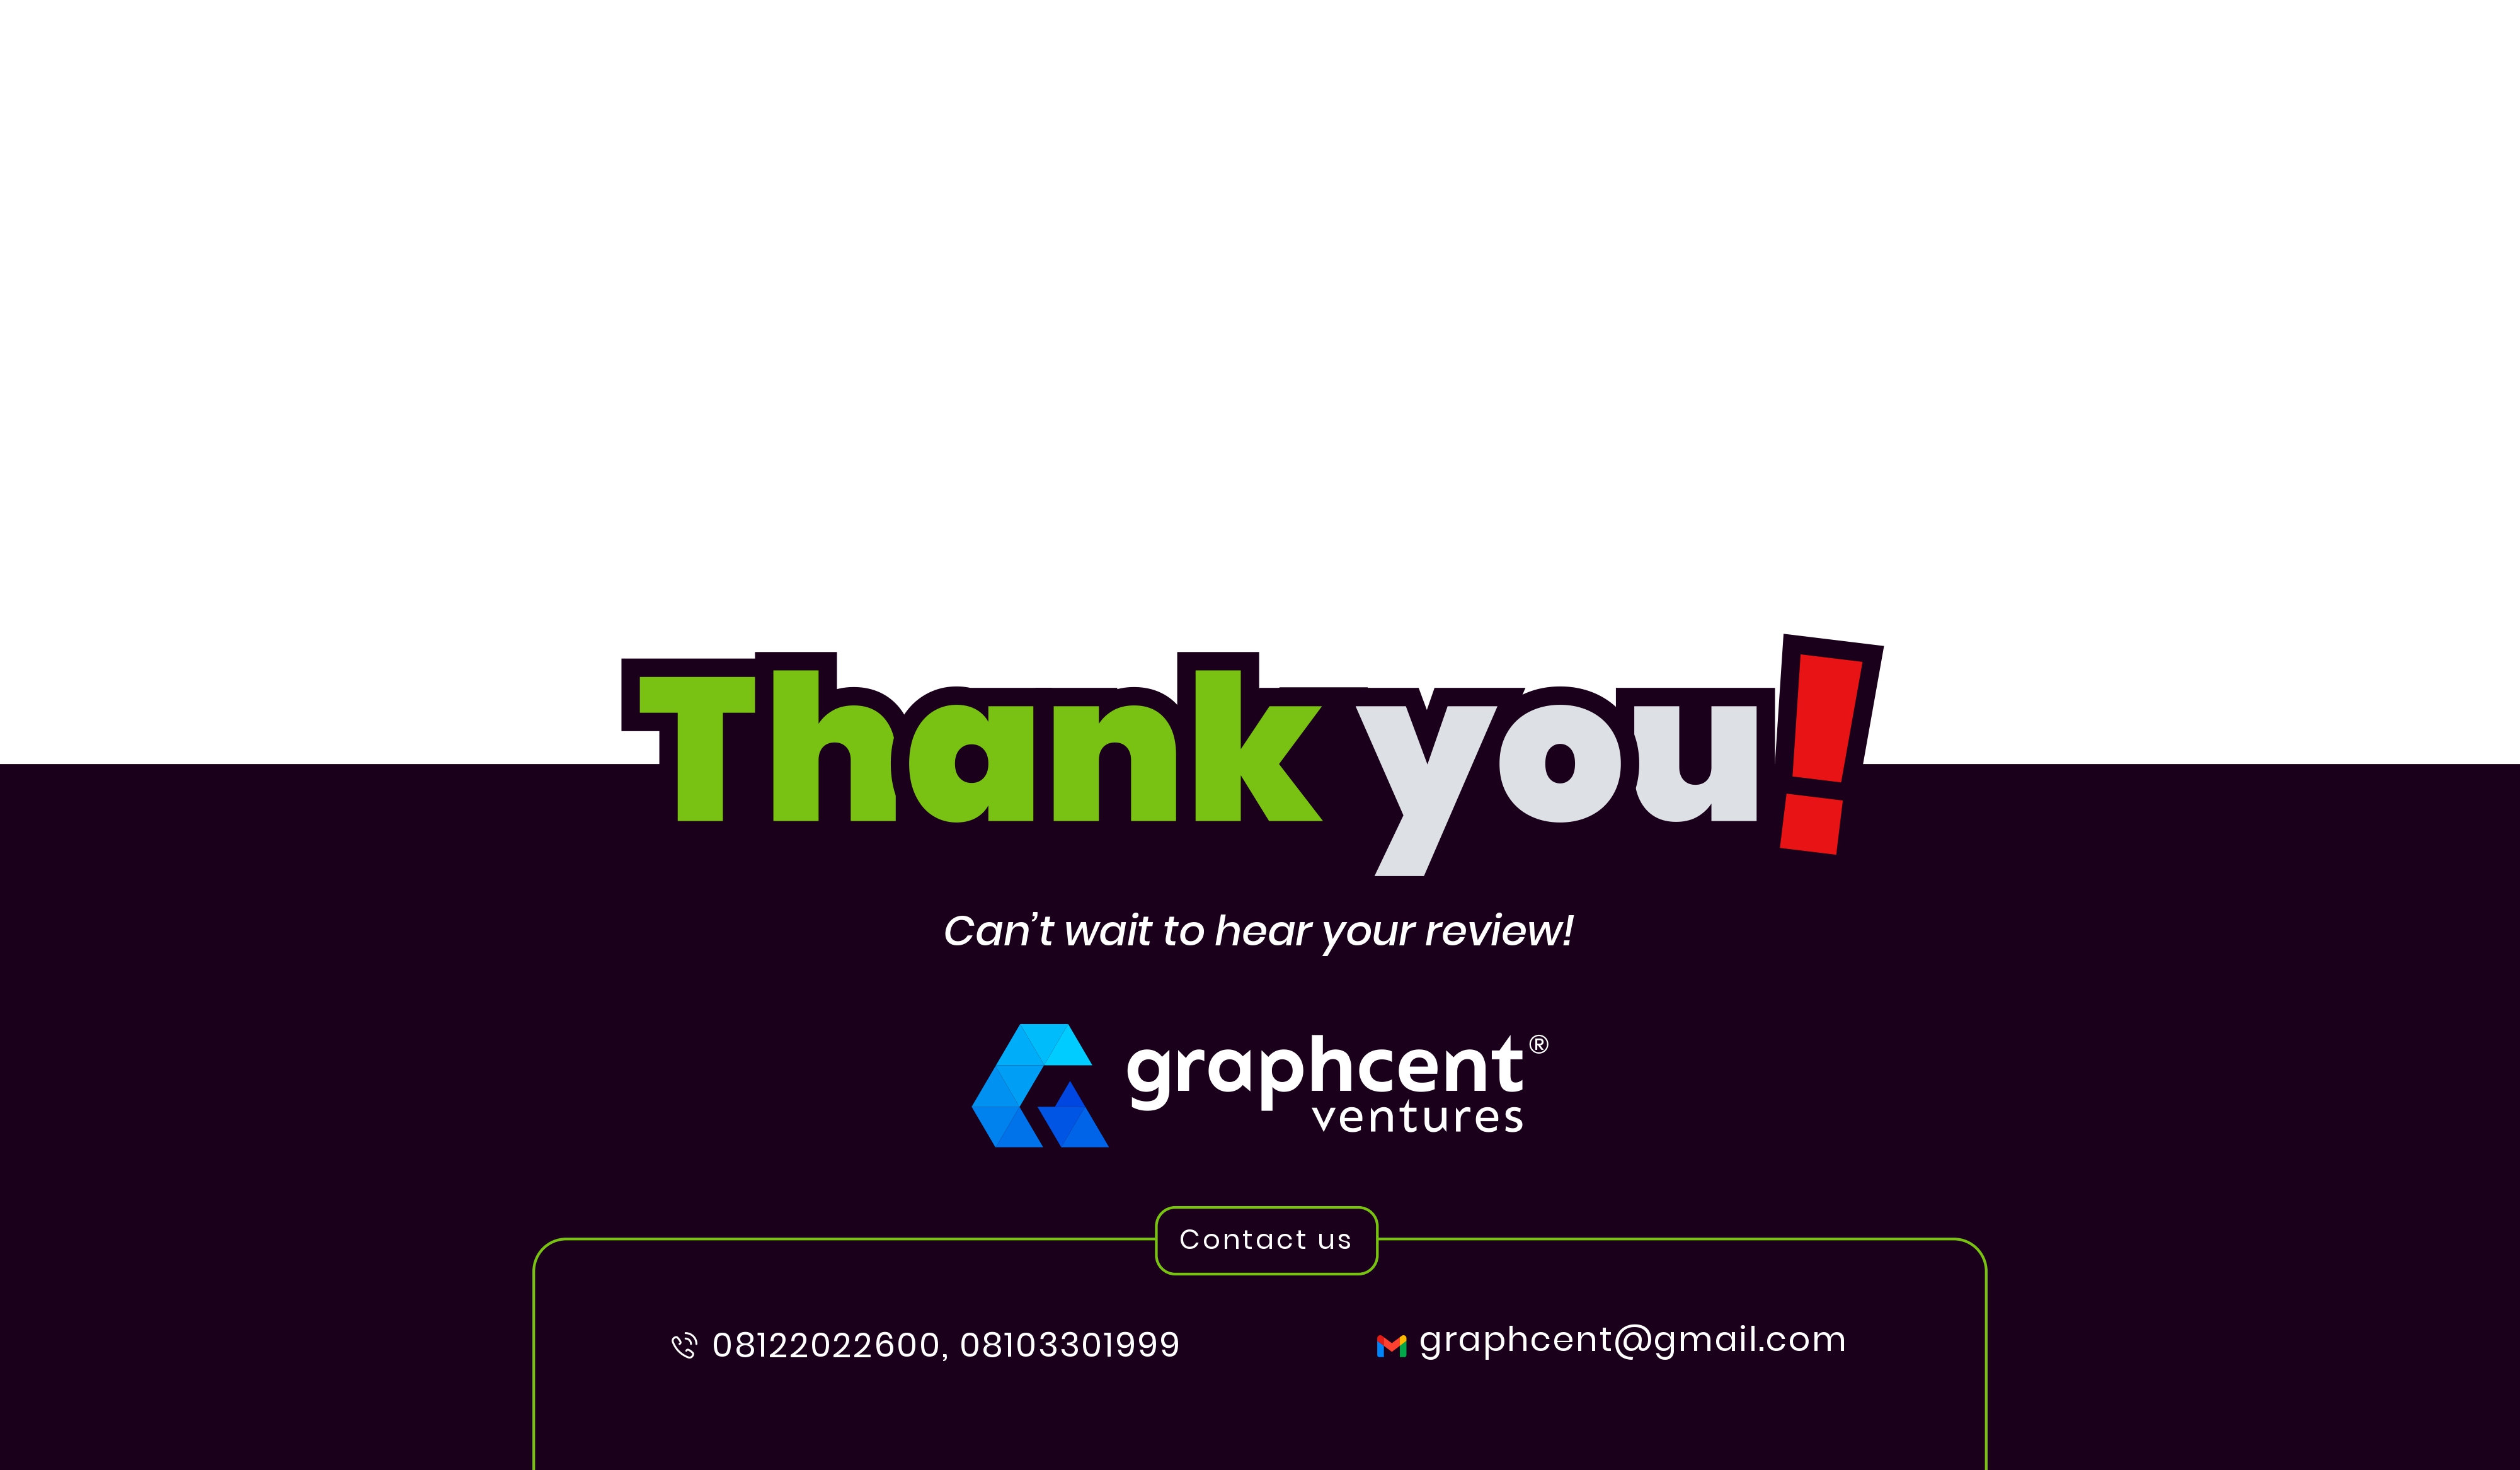 Thank you!
Can’t wait to hear your review!
graphcent®
ventures
Contact us
08122022600, 08103301999
graphcent@gmail.com